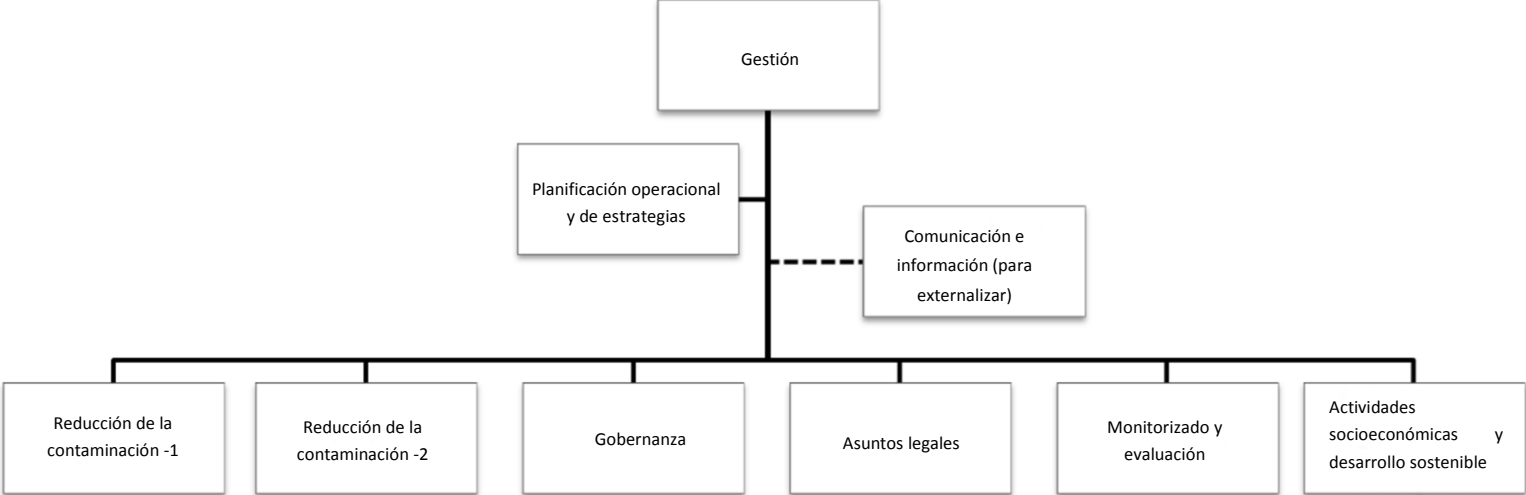 Gestión
Planificación operacional
y de estrategias
Comunicación e
información (para
externalizar)
Reducción de la
contaminación -1
Reducción de la
contaminación -2
Gobernanza
Asuntos legales
Monitorizado y
evaluación
Actividades
socioeconómicas y
desarrollo sostenible